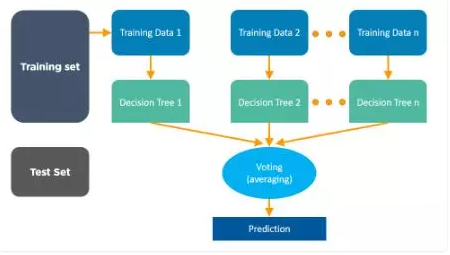 Training set
Training Data 1
Training Data 2
Training Data n
Decision Tree 1
Decision Tree 2
Decision Tree n
Test Set
Voting
(averaging)
Prediction